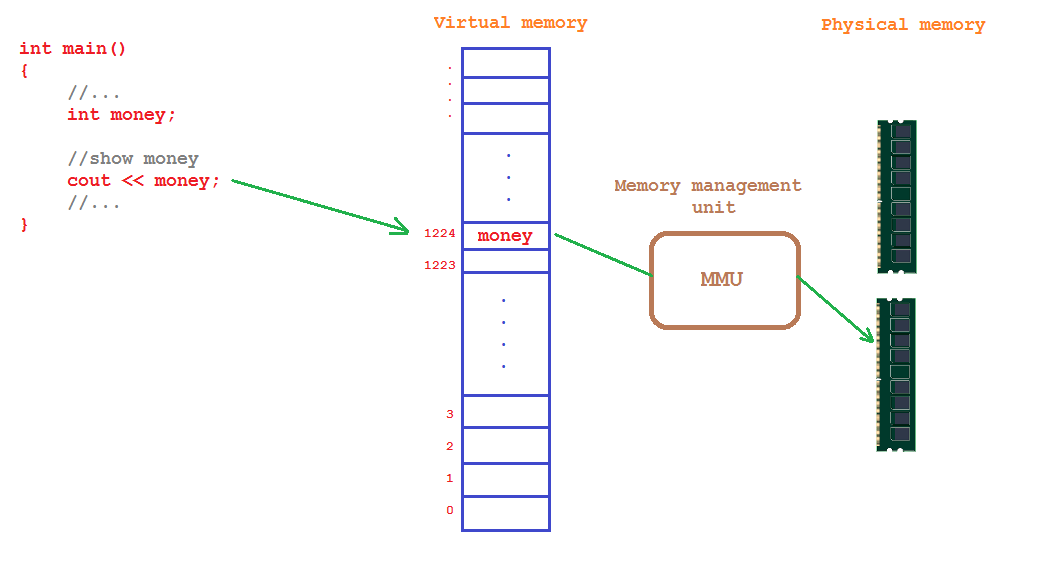 Virtual memory
Physical memory
int main()
{
//...
int money;
//show money
cout << money;
//...
}
Memory management
unit
1224
money
1223
MMU
3
2
1
0